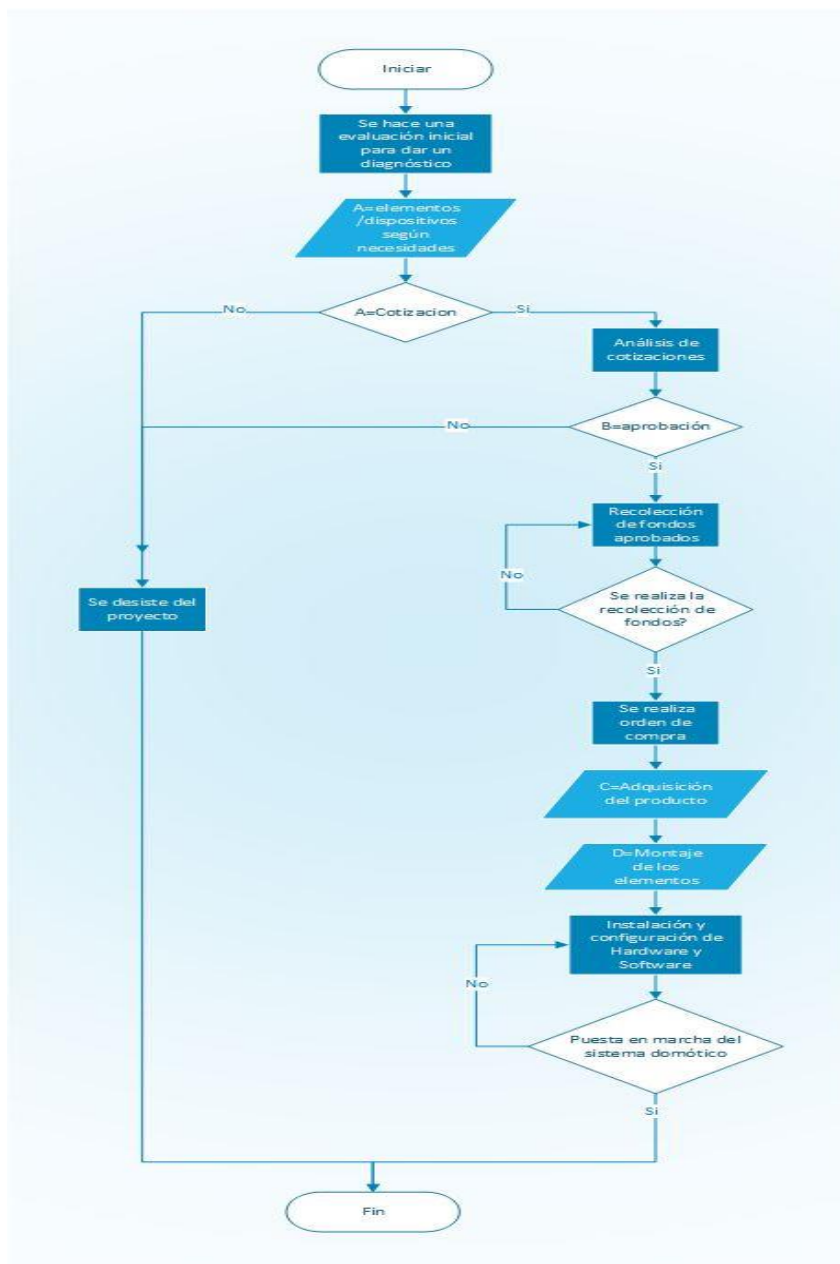 Iniciar
Se hace una
evaluación inicial
para dar un
diagnóstico
A=elementos
/dispositivos
según
necesidades
No
A=Cotizacion
Si
Análisis de
cotizaciones
No
B=aprobación
Si
Recolección
de fondos
aprobados
No
Se realiza la
recolección de
fondos?
Se desiste del
proyecto
Si
Se realiza
orden de
compra
C=Adquisición
del producto
D=Montaje
de los
elementos
Instalación y
configuración de
Hardware y
Software
No
Puesta en marcha del
sistema domótico
Si
Fin